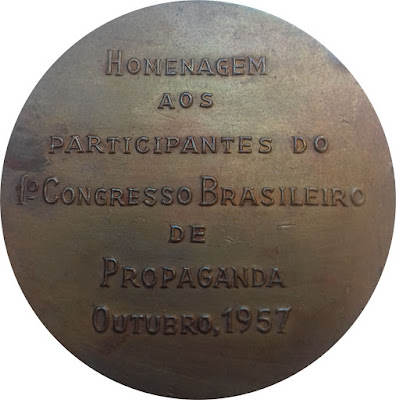 HOMENAGEM
AOS
PARTICIPANTES DO
1º CONGRESSO BRASILEIRO
DE
PROPAGANDA
OUTUBRO, 1957